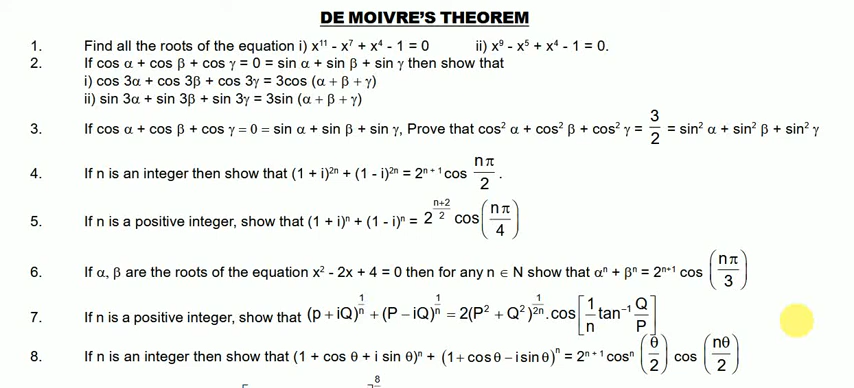 DE MOIVRE'S THEOREM
1. Find all the roots of the equation i) x¹¹ - x⁷ + x⁴ - 1 = 0 ii) x⁹ - x⁵ + x⁴ - 1 = 0.
2. If cos α + cos β + cos γ = 0 = sin α + sin β + sin γ then show that
i) cos 3α + cos 3β + cos 3γ = 3cos (α + β + γ)
ii) sin 3α + sin 3β + sin 3γ = 3sin (α + β + γ)
3. If cos α + cos β + cos γ = 0 = sin α + sin β + sin γ, Prove that cos² α + cos² β + cos² γ = 3/2 = sin² α + sin² β + sin² γ
4. If n is an integer then show that (1 + i)²ⁿ + (1 - i)²ⁿ = 2ⁿ⁺¹ cos nπ/2 .
5. If n is a positive integer, show that (1 + i)ⁿ + (1 - i)ⁿ = 2^((n+2)/2) cos(nπ/4)
6. If α, β are the roots of the equation x² - 2x + 4 = 0 then for any n ∈ N show that αⁿ + βⁿ = 2ⁿ⁺¹ cos (nπ/3)
7. If n is a positive integer, show that (p + iQ)^(1/n) + (P – iQ)^(1/n) = 2(P² + Q²)^(1/2n).cos[1/n tan⁻¹ Q/P]
8. If n is an integer then show that (1 + cos θ + i sin θ)ⁿ + (1+cosθ – isinθ)ⁿ = 2ⁿ⁺¹ cosⁿ (θ/2) cos (nθ/2)
8